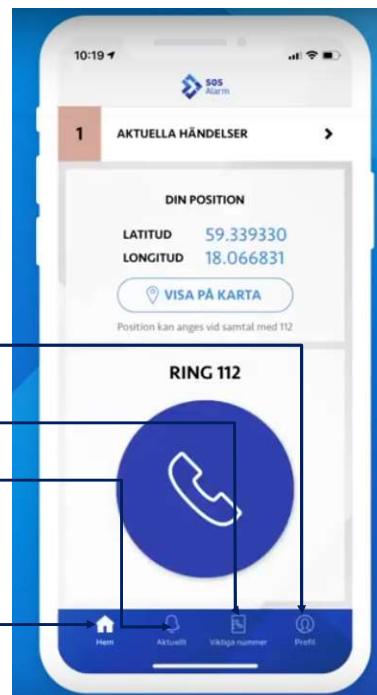 10:19
SOS
Alarm
1 AKTUELLA HÄNDELSER
DIN POSITION
LATITUD 59.339330
LONGITUD 18.066831
VISA PÅ KARTA
Position kan anges vid samtal med 112
RING 112
Hem Aktuellt Viktiga nummer Profil